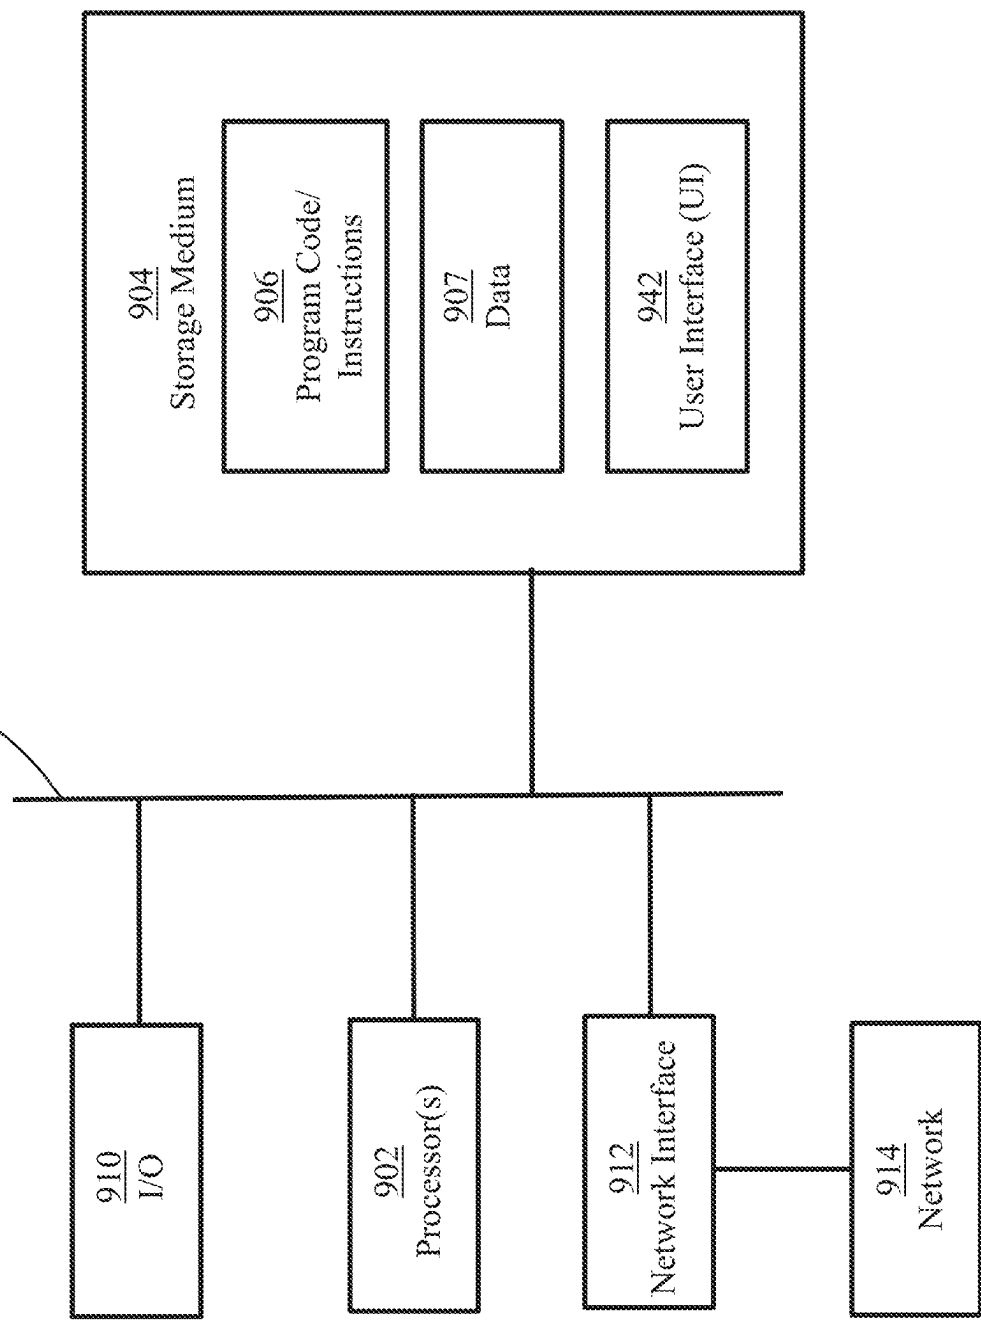 904
Storage Medium
906
Program Code/
Instructions
907
Data
942
User Interface (UI)
910
I/O
902
Processor(s)
912
Network Interface
914
Network